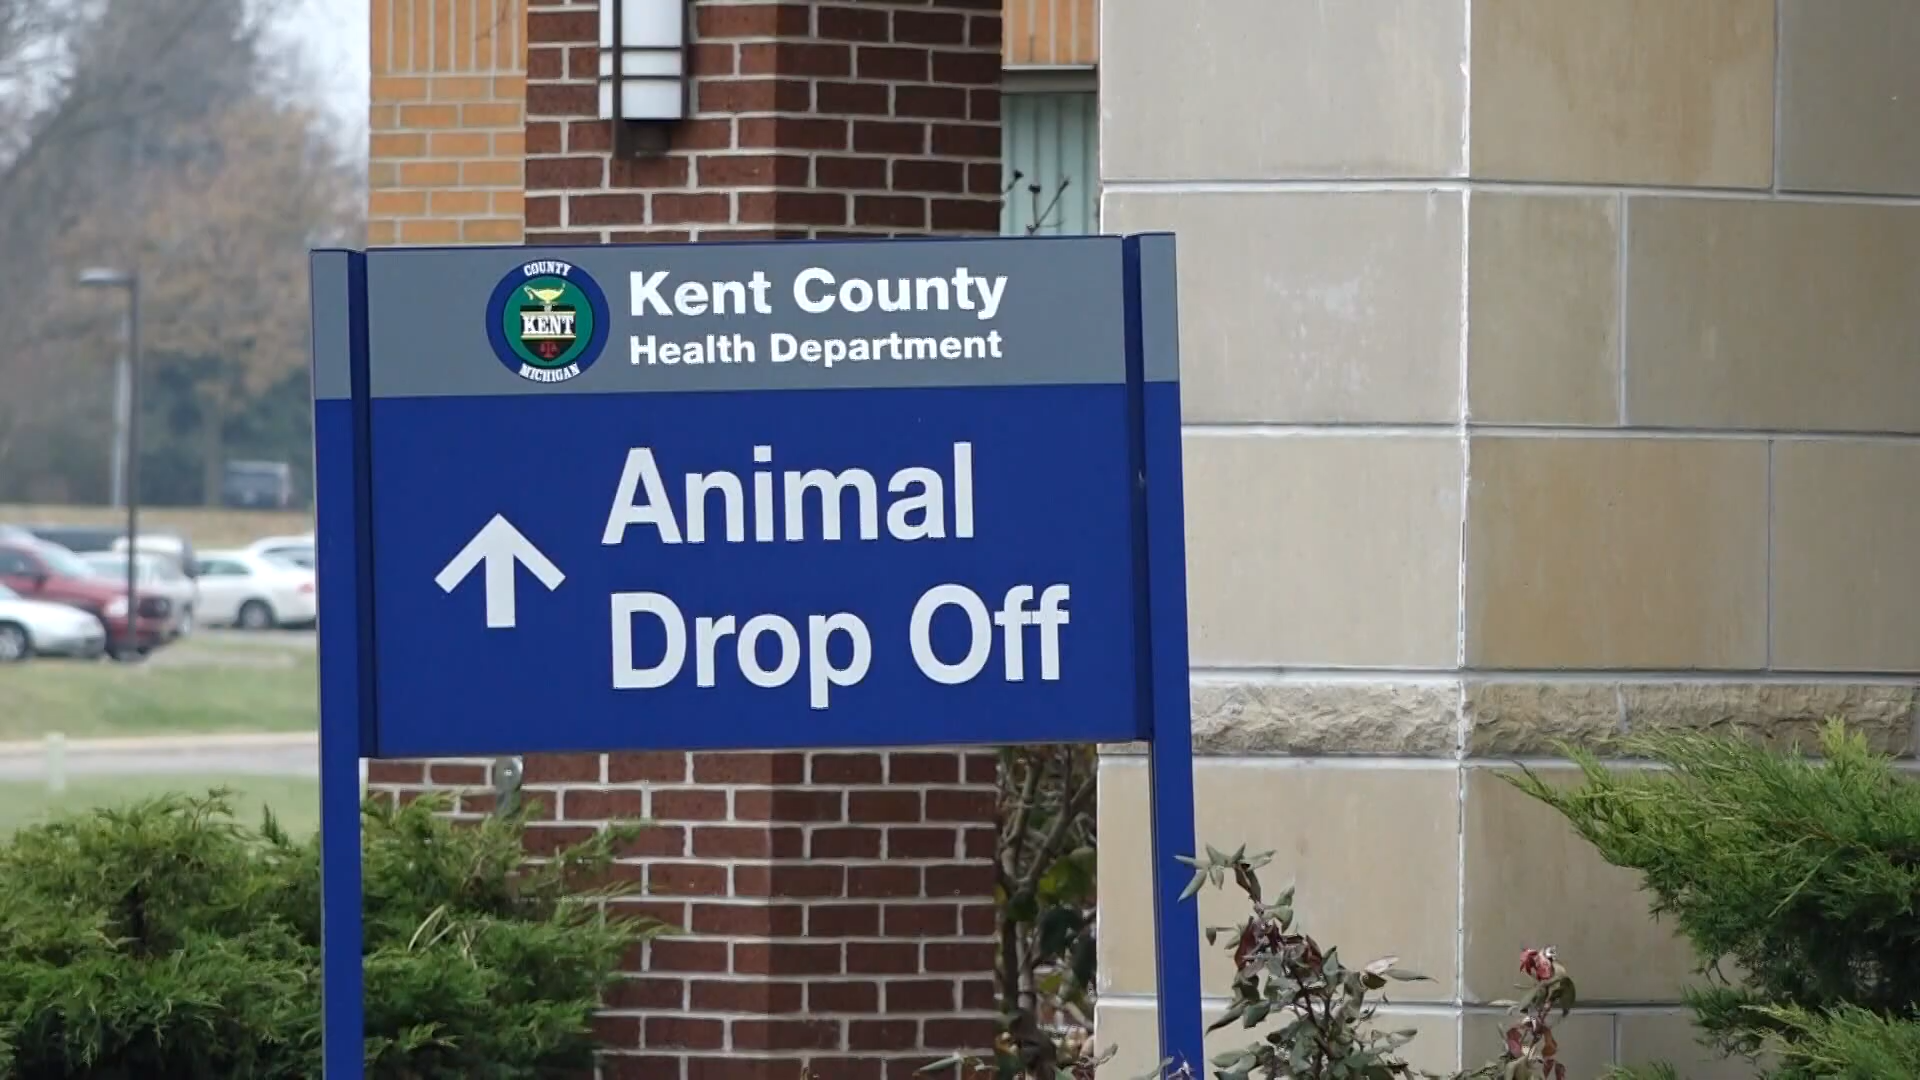 COUNTY
KENT
MICHIGAN
Kent County
Health Department
Animal
Drop Off